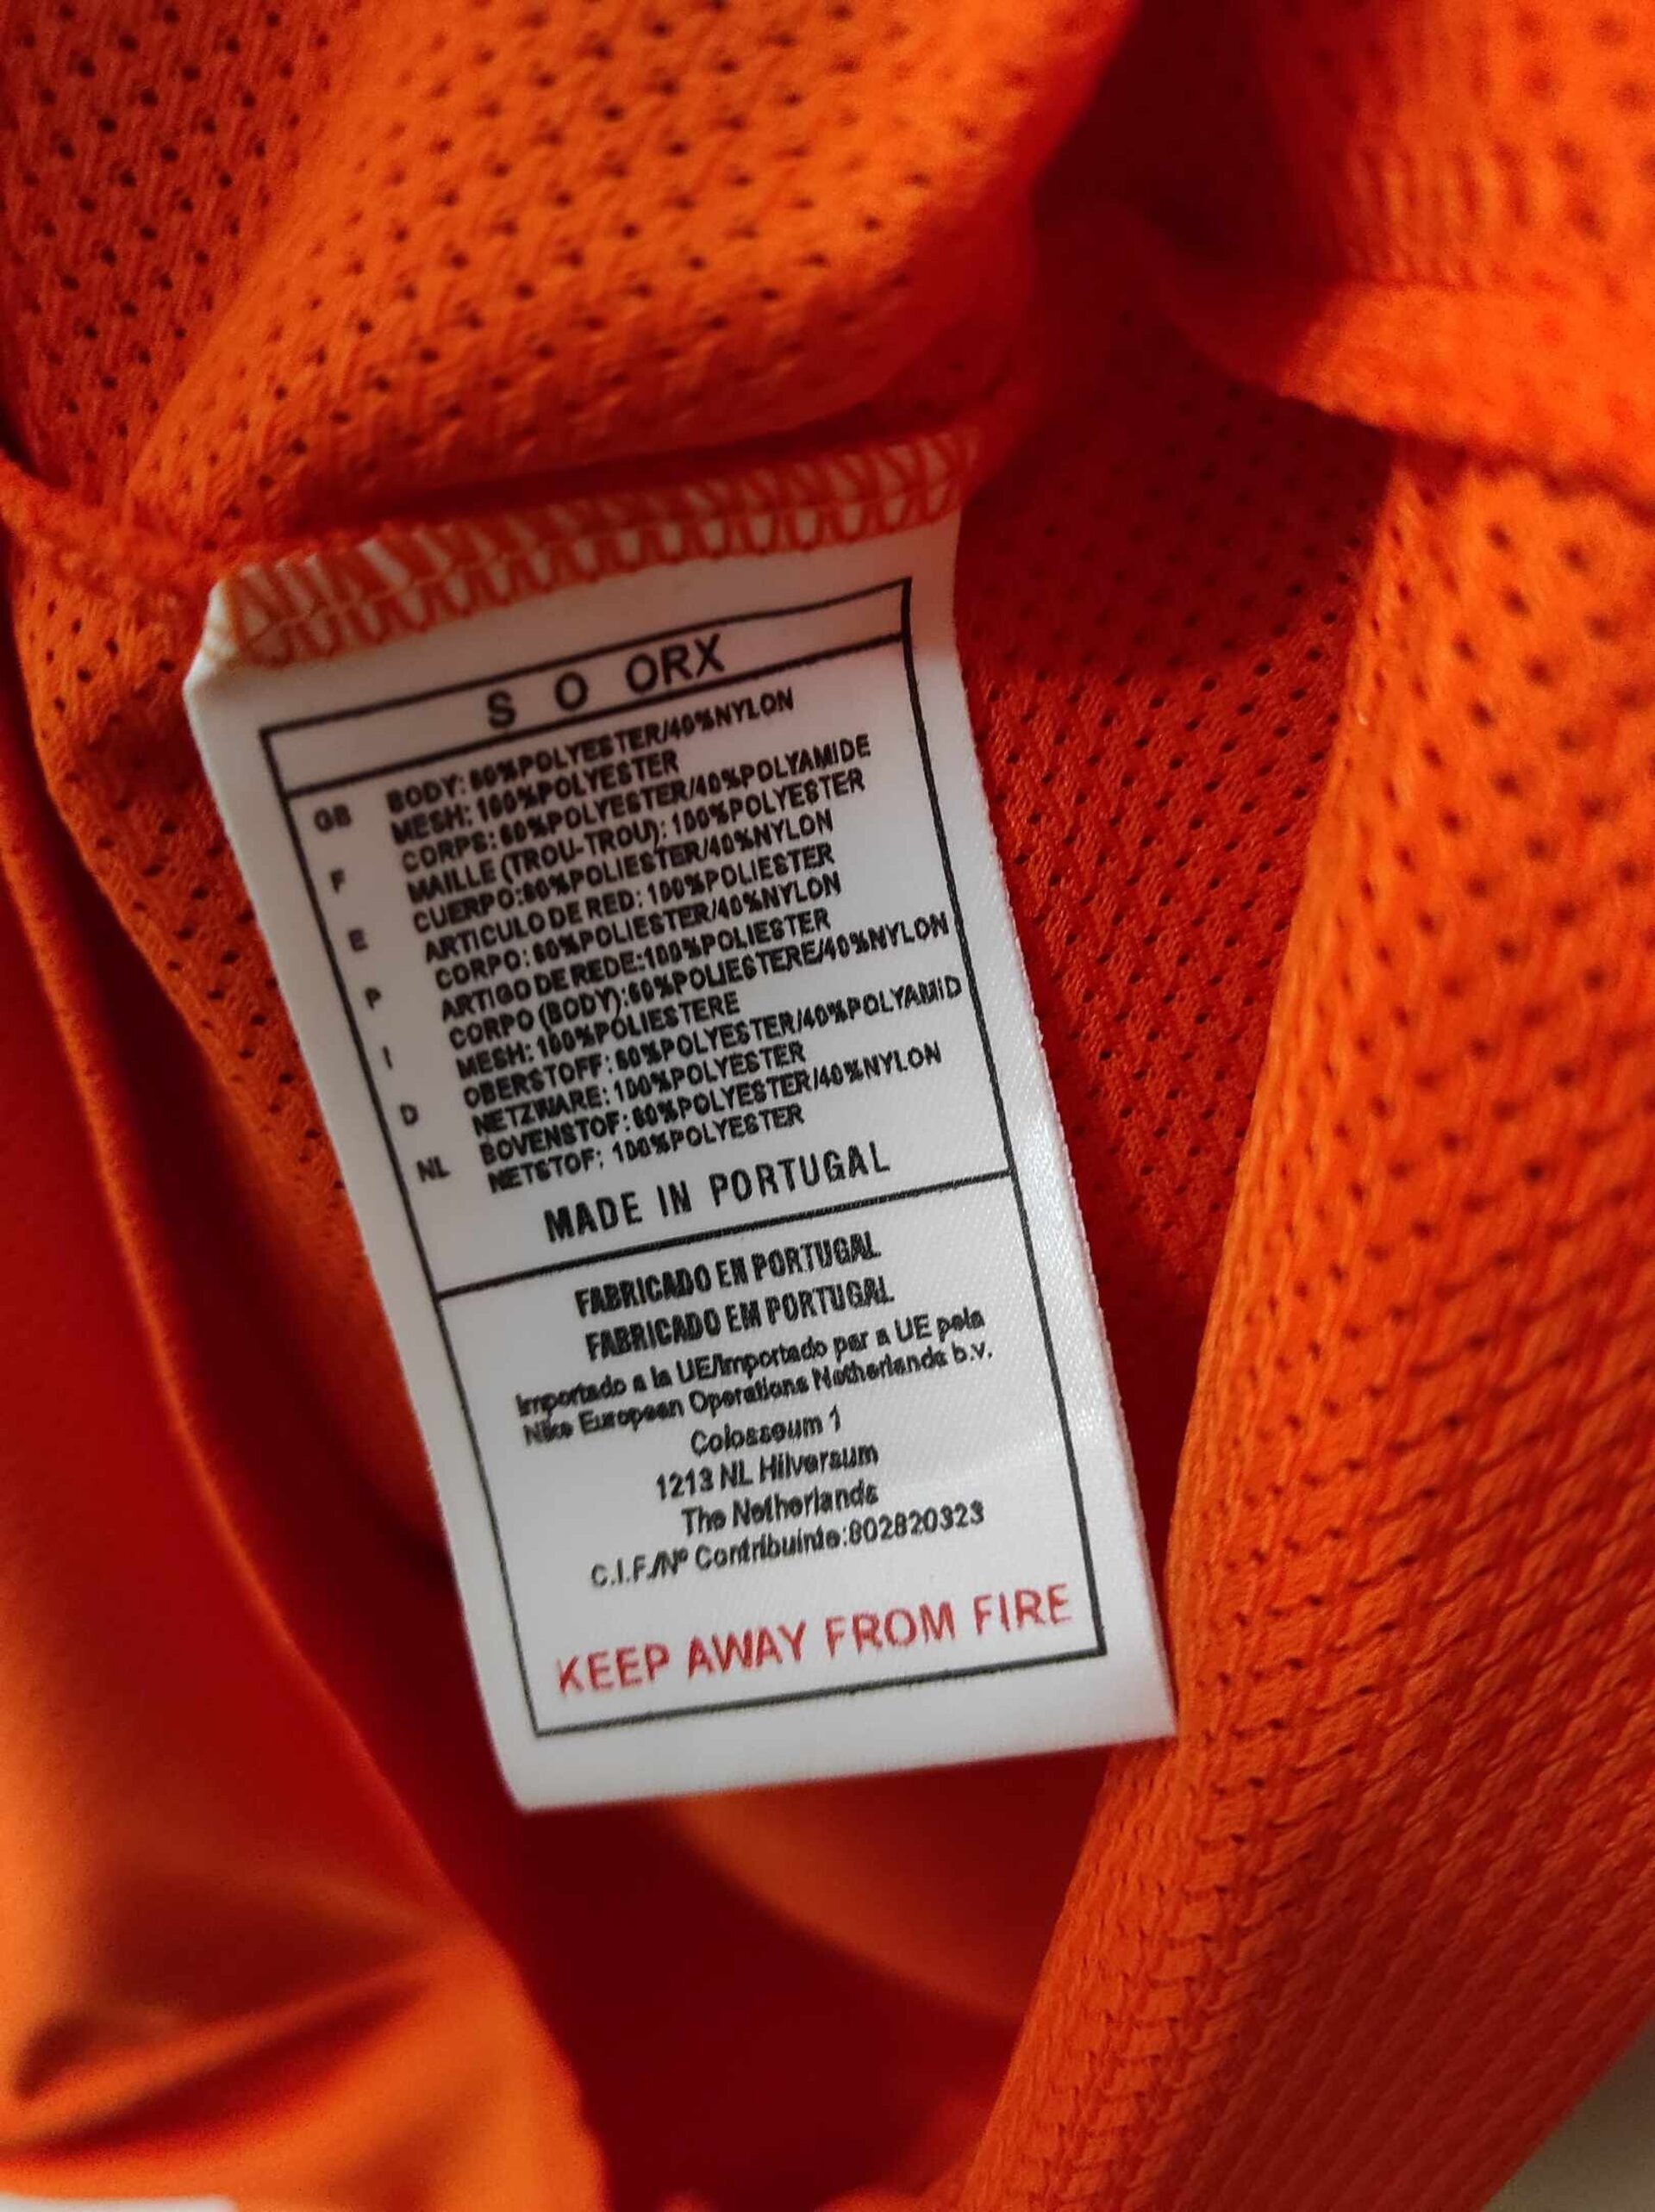 S O ORX
GB BODY: 60%POLYESTER/40%NYLON
MESH: 100%POLYESTER
F CORPS: 60%POLYESTER/40%POLYAMIDE
MAILLE (TROU-TROU): 100%POLYESTER
E CUERPO:60%POLIESTER/40%NYLON
ARTICULO DE RED: 100%POLIESTER
P CORPO: 60%POLIESTER/40%NYLON
ARTIGO DE REDE:100%POLIESTER
I CORPO (BODY):60%POLIESTERE/40%NYLON
MESH: 100%POLIESTERE
D OBERSTOFF: 60%POLYESTER/40%POLYAMID
NETZWARE: 100%POLYESTER
NL BOVENSTOF: 60%POLYESTER/40%NYLON
NETSTOF: 100%POLYESTER
MADE IN PORTUGAL
FABRICADO EN PORTUGAL
FABRICADO EM PORTUGAL
Importado a la UE/Importado par a UE pela
Nike European Operations Netherlands b.v.
Colosseum 1
1213 NL Hilversum
The Netherlands
C.I.F./Nº Contribuinte:802820323
KEEP AWAY FROM FIRE